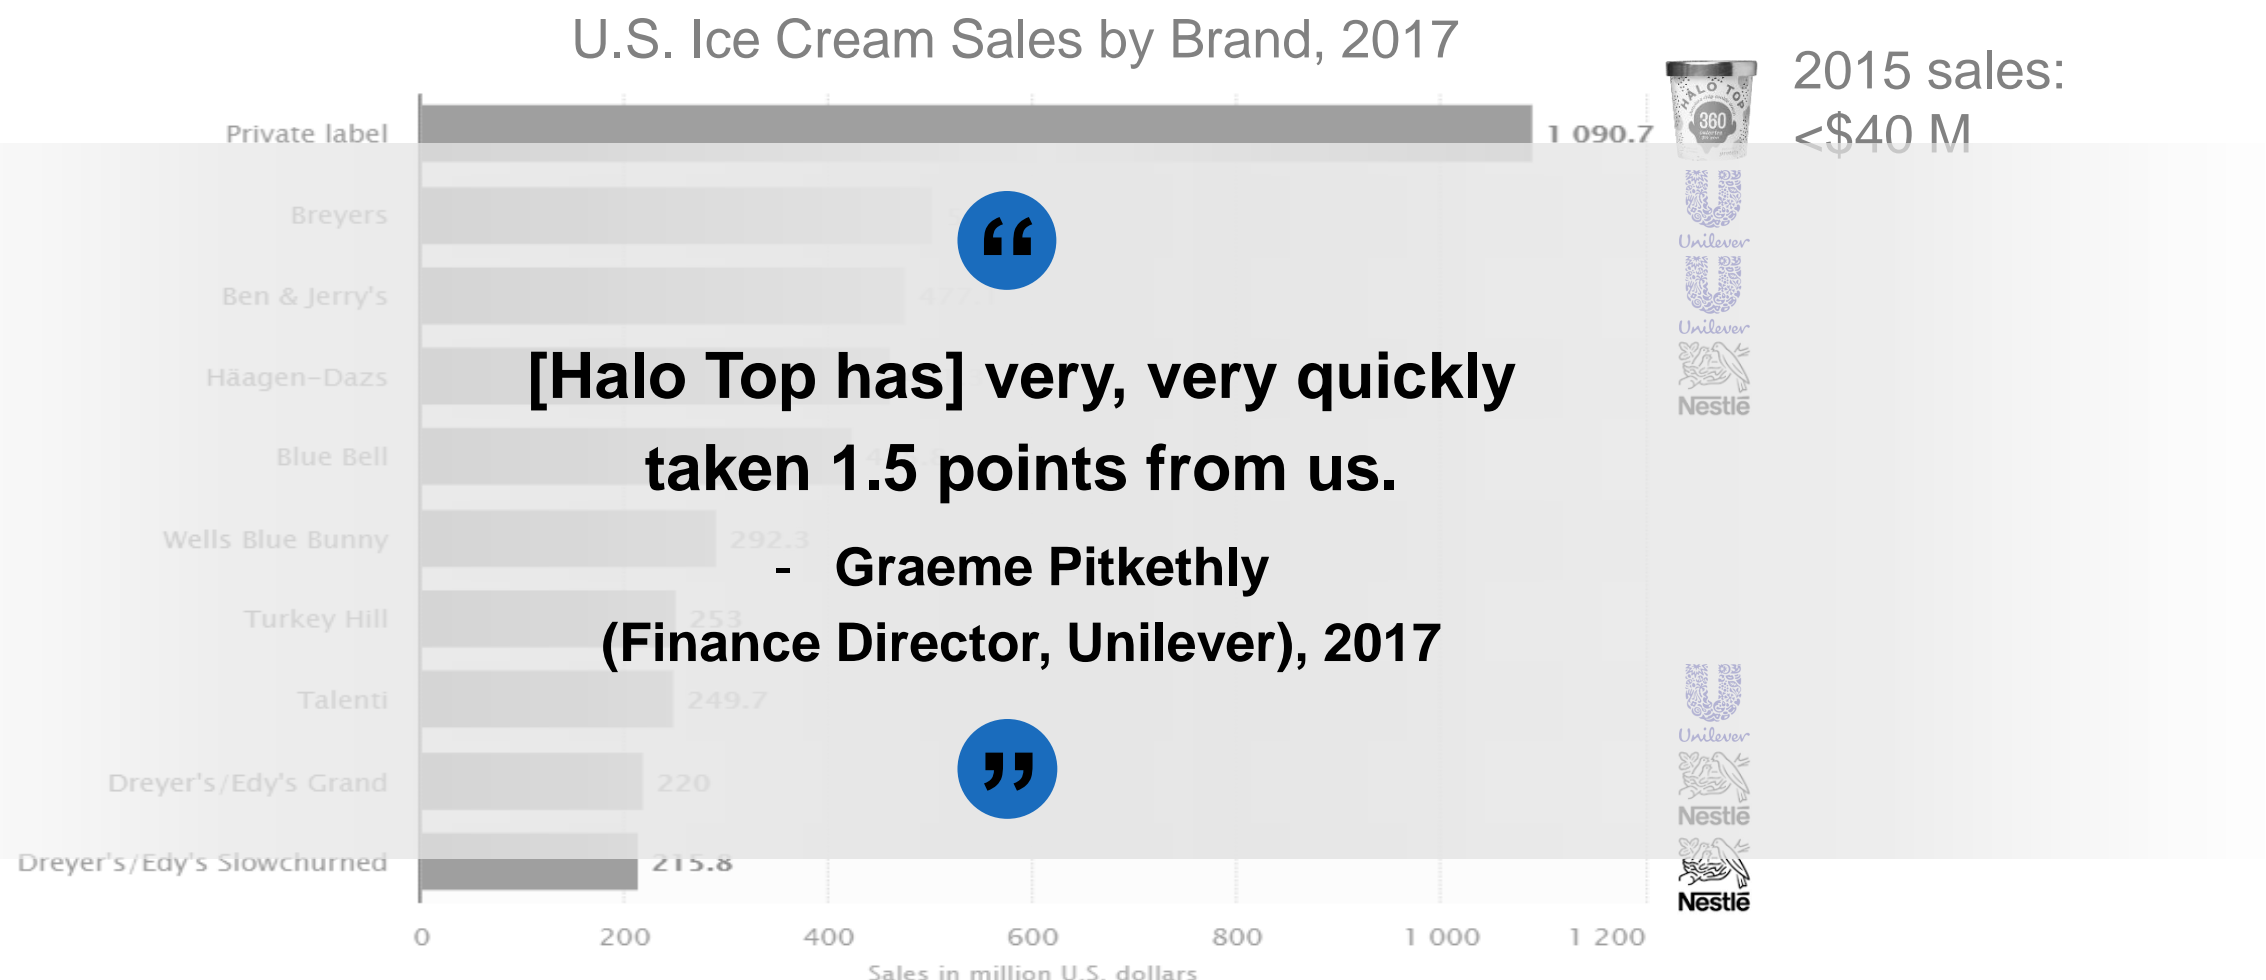 U.S. Ice Cream Sales by Brand, 2017
2015 sales:
<$40 M
Private label
1 090.7
HALO TOP
360
Breyers
Unilever
Ben & Jerry's
477.
Unilever
Häagen-Dazs
Nestlé
Blue Bell
Wells Blue Bunny
292.3
Turkey Hill
253
Talenti
249.7
Unilever
Dreyer's/Edy's Grand
220
Nestlé
Dreyer's/Edy's Slowchurned
215.8
Nestlé
“
[Halo Top has] very, very quickly
taken 1.5 points from us.
- Graeme Pitkethly
(Finance Director, Unilever), 2017
”
0 200 400 600 800 1 000 1 200
Sales in million U.S. dollars